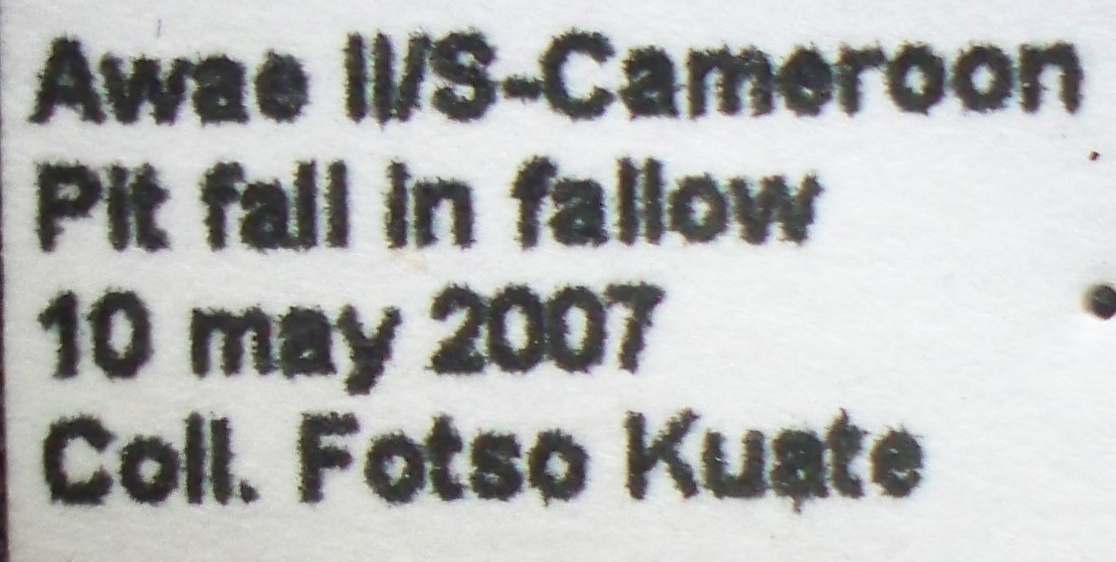 Awae II/S-Cameroon
Pit fall in fallow
10 may 2007
Coll. Fotso Kuate